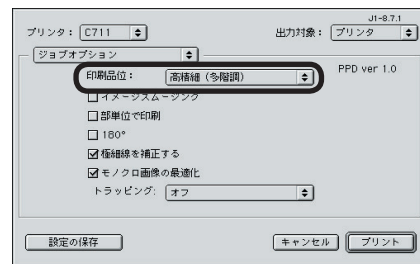 J1-8.7.1
プリンタ: C711 出力対象: プリンタ
ジョブオプション
印刷品位: 高精細(多階調) PPD ver 1.0
イメージスムージング
部単位で印刷
180°
極細線を補正する
モノクロ画像の最適化
トラッピング: オフ
設定の保存 キャンセル プリント